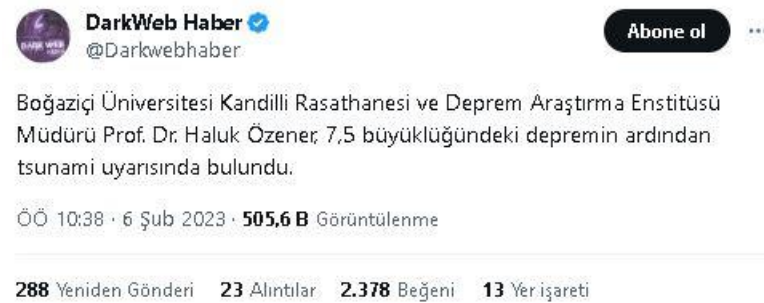 DarkWeb Haber
Abone ol
@Darkwebhaber
Boğaziçi Üniversitesi Kandilli Rasathanesi ve Deprem Araştırma Enstitüsü
Müdürü Prof. Dr. Haluk Özener, 7,5 büyüklüğündeki depremin ardından
tsunami uyarısında bulundu.
ÖÖ 10:38 · 6 Şub 2023 · 505,6 B Görüntülenme
288 Yeniden Gönderi 23 Alıntılar 2.378 Beğeni 13 Yer işareti